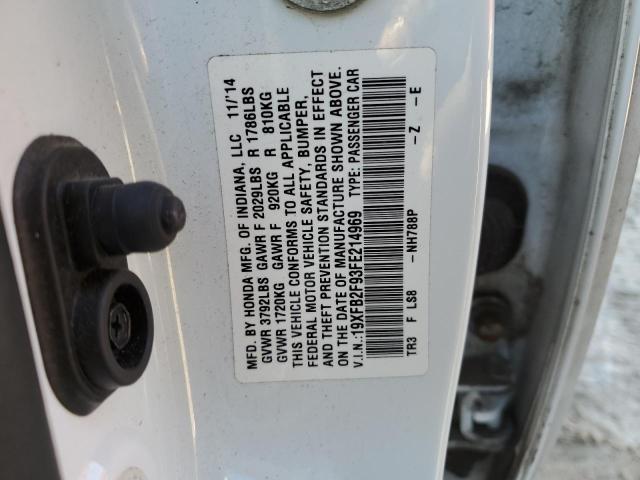 MFD. BY HONDA MFG. OF INDIANA, LLC 11/'14
GVWR 3792LBS GAWR F 2029LBS R 1786LBS
GVWR 1720KG GAWR F 920KG R 810KG
THIS VEHICLE CONFORMS TO ALL APPLICABLE
FEDERAL MOTOR VEHICLE SAFETY, BUMPER,
AND THEFT PREVENTION STANDARDS IN EFFECT
ON THE DATE OF MANUFACTURE SHOWN ABOVE.
V.I.N.:19XFB2F93FE214969 TYPE: PASSENGER CAR
TR3 F LS8 -NH788P -Z -E